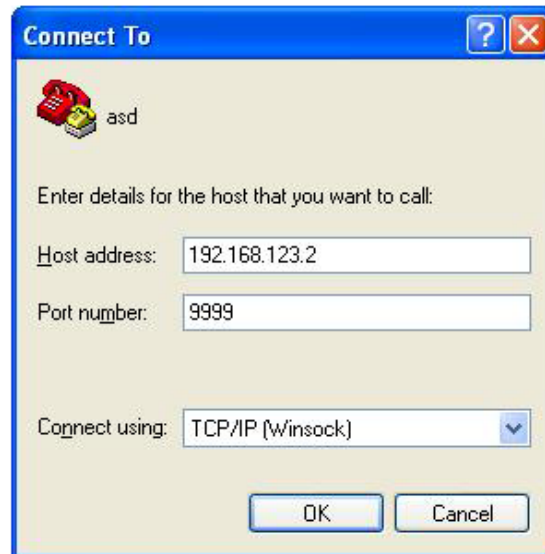 Connect To
asd
Enter details for the host that you want to call:
Host address: 192.168.123.2
Port number: 9999
Connect using: TCP/IP (Winsock)
OK Cancel